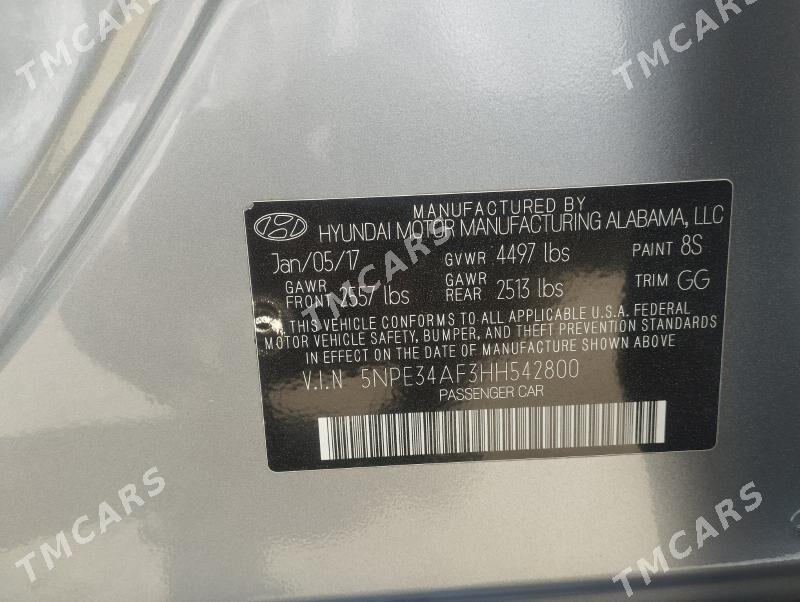 TMCARS
TMCARS
MANUFACTURED BY
HYUNDAI MOTOR MANUFACTURING ALABAMA, LLC
Jan/05/17 GVWR 4497 lbs PAINT 8S
GAWR FRONT 2557 lbs GAWR REAR 2513 lbs TRIM GG
THIS VEHICLE CONFORMS TO ALL APPLICABLE U.S.A. FEDERAL
MOTOR VEHICLE SAFETY, BUMPER, AND THEFT PREVENTION STANDARDS
IN EFFECT ON THE DATE OF MANUFACTURE SHOWN ABOVE
V.I.N 5NPE34AF3HH542800
PASSENGER CAR
TMCARS
TMCARS
TMCARS